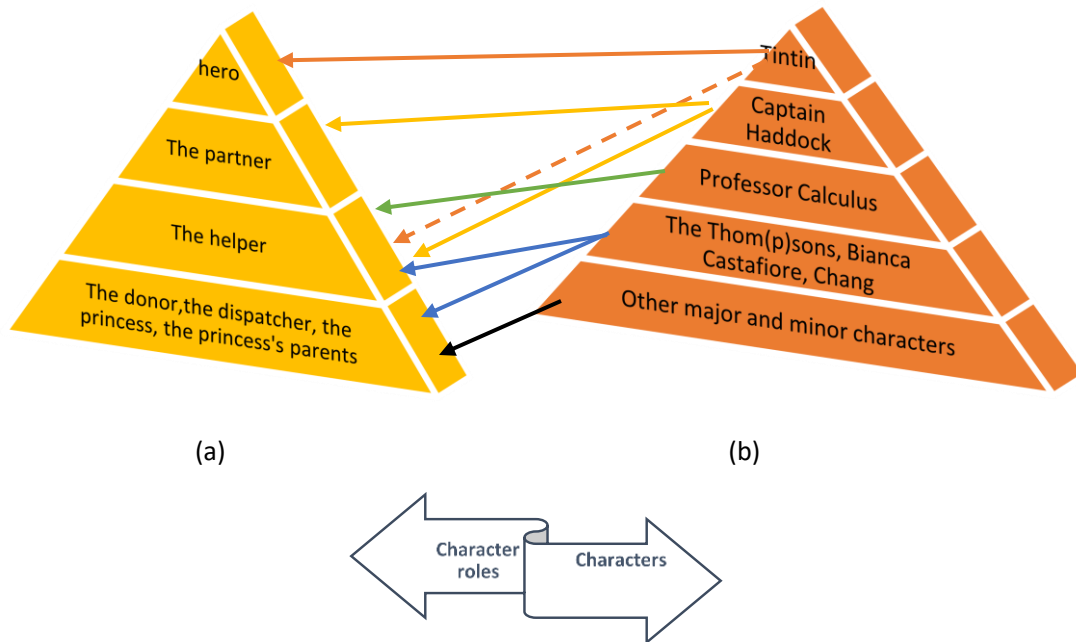 hero
The partner
The helper
The donor,the dispatcher, the
princess, the princess's parents
Tintin
Captain
Haddock
Professor Calculus
The Thom(p)sons, Bianca
Castafiore, Chang
Other major and minor characters
(a)
(b)
Character
roles
Characters